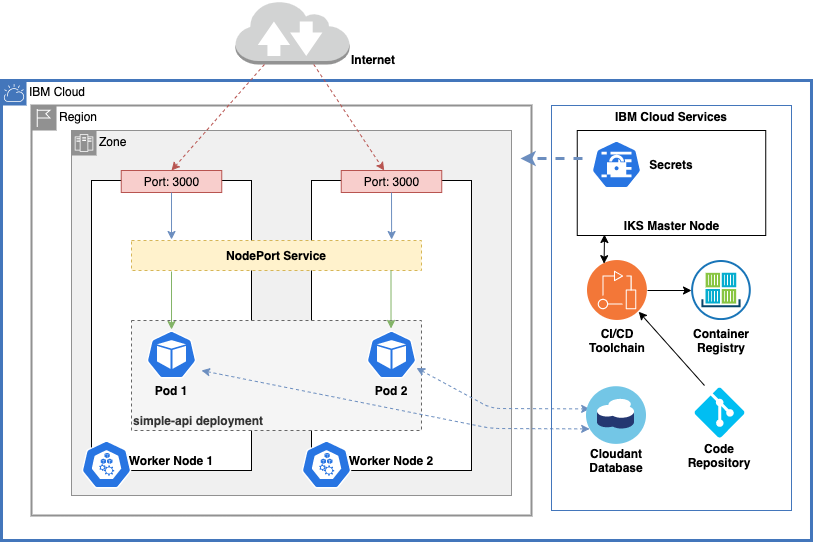 Internet
IBM Cloud
Region
Zone
IBM Cloud Services
Secrets
IKS Master Node
Port: 3000
Port: 3000
NodePort Service
CI/CD
Toolchain
Container
Registry
Pod 1
Pod 2
simple-api deployment
Worker Node 1
Worker Node 2
Cloudant
Database
Code
Repository